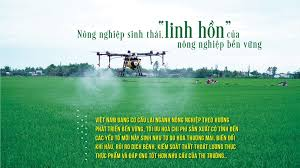 Nông nghiệp sinh thái, "linh hồn" của
nông nghiệp bền vững
VIỆT NAM ĐANG CƠ CẤU LẠI NGÀNH NÔNG NGHIỆP THEO HƯỚNG
PHÁT TRIỂN BỀN VỮNG, TỐI ƯU HÓA CHI PHÍ SẢN XUẤT CÓ TÍNH ĐẾN
CÁC YẾU TỐ MỚI NẢY SINH NHƯ TỰ DO HÓA THƯƠNG MẠI, BIẾN ĐỔI
KHÍ HẬU, RỦI RO DỊCH BỆNH, KIỂM SOÁT THẤT THOÁT LƯƠNG THỰC
THỰC PHẨM VÀ ĐÁP ỨNG TỐT HƠN NHU CẦU CỦA THỊ TRƯỜNG.